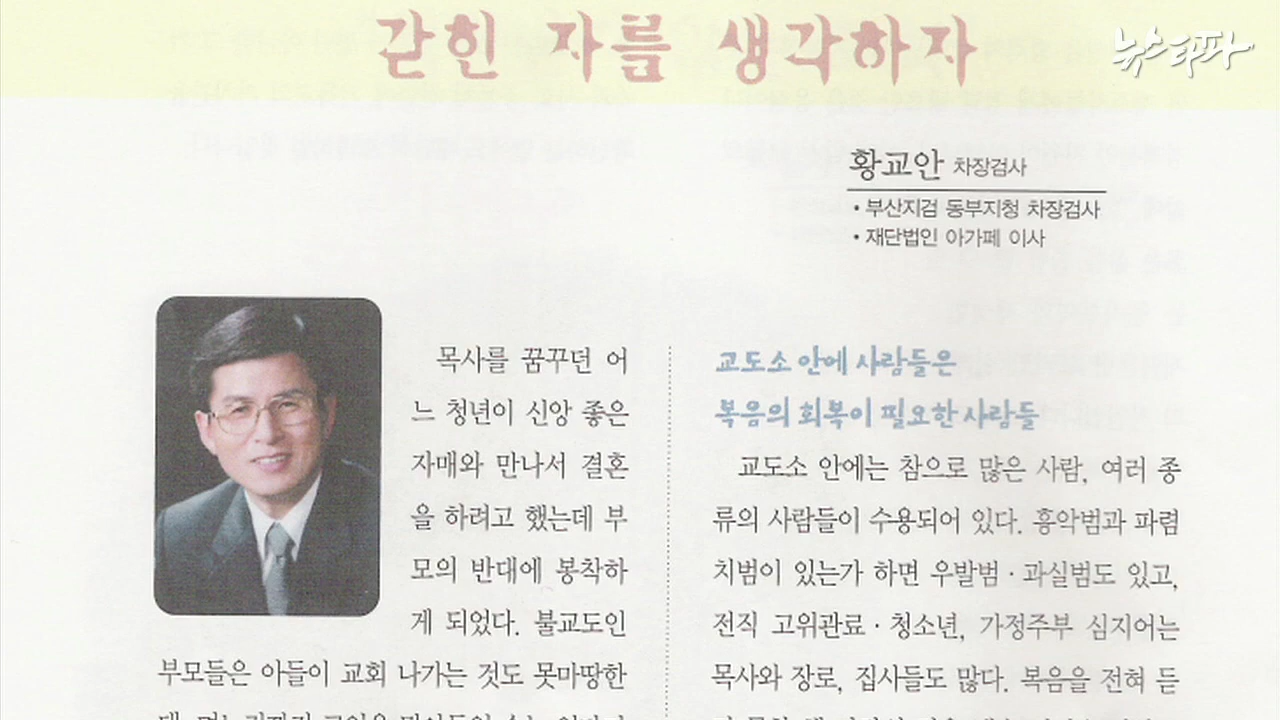 갇힌 자를 생각하자
뉴스타파
황교안 차장검사
• 부산지검 동부지청 차장검사
• 재단법인 아가페 이사
목사를 꿈꾸던 어
느 청년이 신앙 좋은
자매와 만나서 결혼
을 하려고 했는데 부
모의 반대에 봉착하
게 되었다. 불교도인
부모들은 아들이 교회 나가는 것도 못마땅한
교도소 안에 사람들은
복음의 회복이 필요한 사람들
교도소 안에는 참으로 많은 사람, 여러 종
류의 사람들이 수용되어 있다. 흉악범과 파렴
치범이 있는가 하면 우발범·과실범도 있고,
전직 고위관료·청소년, 가정주부 심지어는
목사와 장로, 집사들도 많다. 복음을 전혀 듣